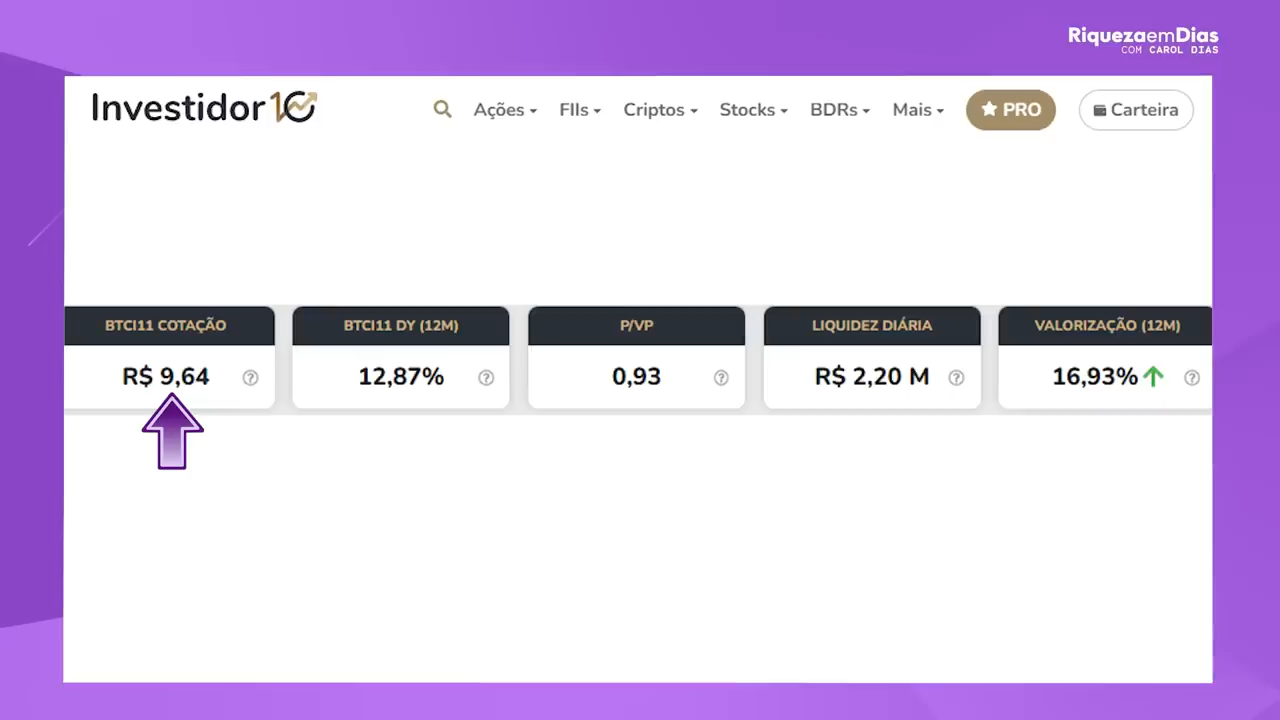 RiquezaemDias
COM CAROL DIAS
Investidor10
Ações
FIIs
Criptos
Stocks
BDRs
Mais
PRO
Carteira
BTCI11 COTAÇÃO
R$ 9,64
BTCI11 DY (12M)
12,87%
P/VP
0,93
LIQUIDEZ DIÁRIA
R$ 2,20 M
VALORIZAÇÃO (12M)
16,93%